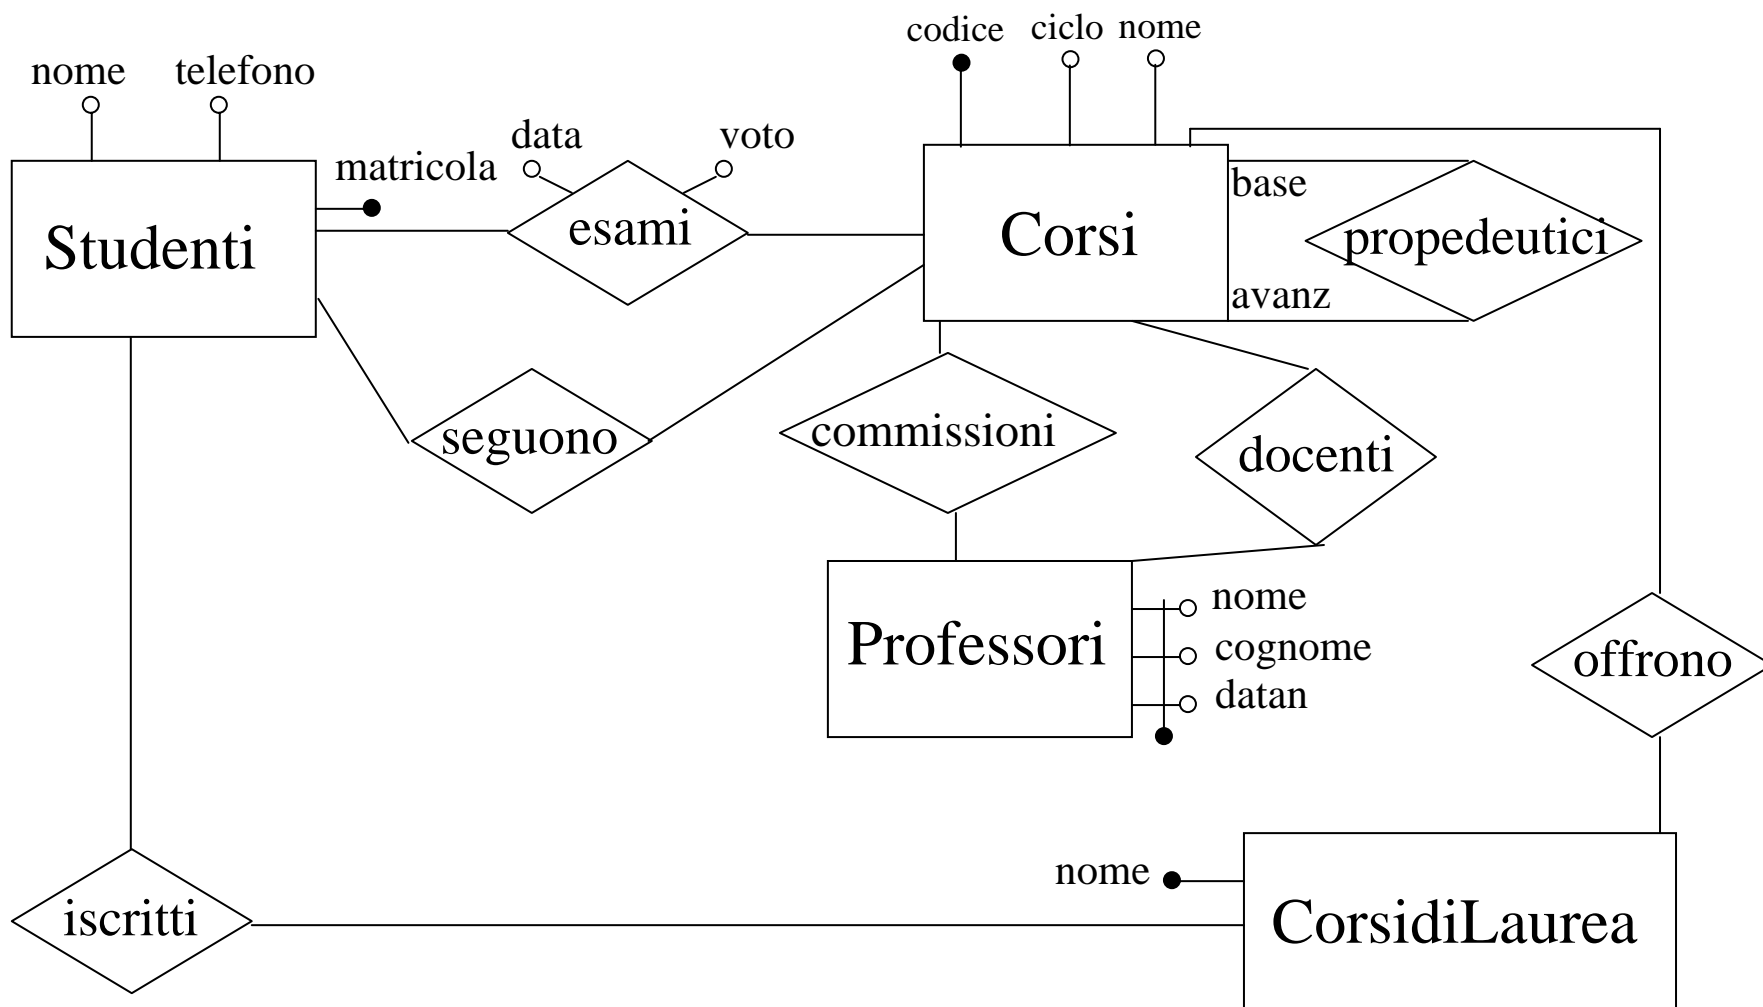 codice ciclo nome
nome telefono
data voto
matricola
base
Studenti esami Corsi propedeutici
avanz
seguono commissioni docenti
nome
Professori cognome offrono
datan
nome
iscritti CorsidiLaurea